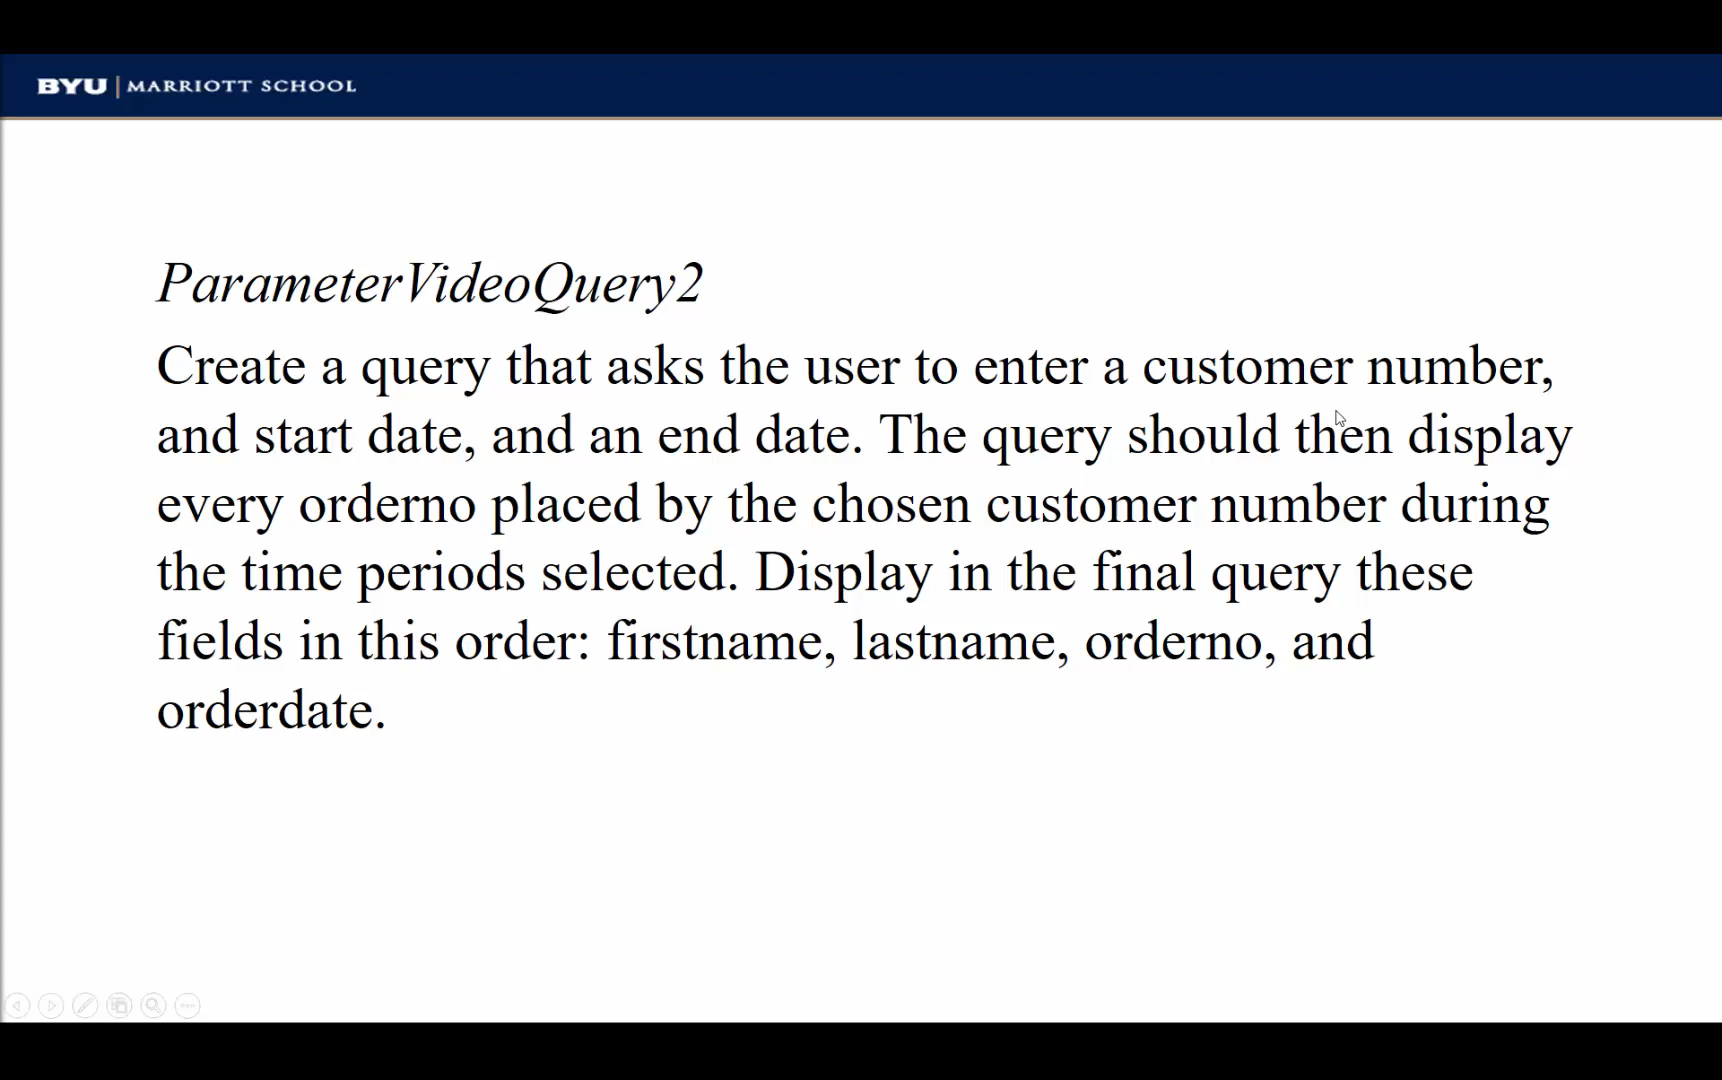 BYU | MARRIOTT SCHOOL
ParameterVideoQuery2
Create a query that asks the user to enter a customer number,
and start date, and an end date. The query should then display
every orderno placed by the chosen customer number during
the time periods selected. Display in the final query these
fields in this order: firstname, lastname, orderno, and
orderdate.